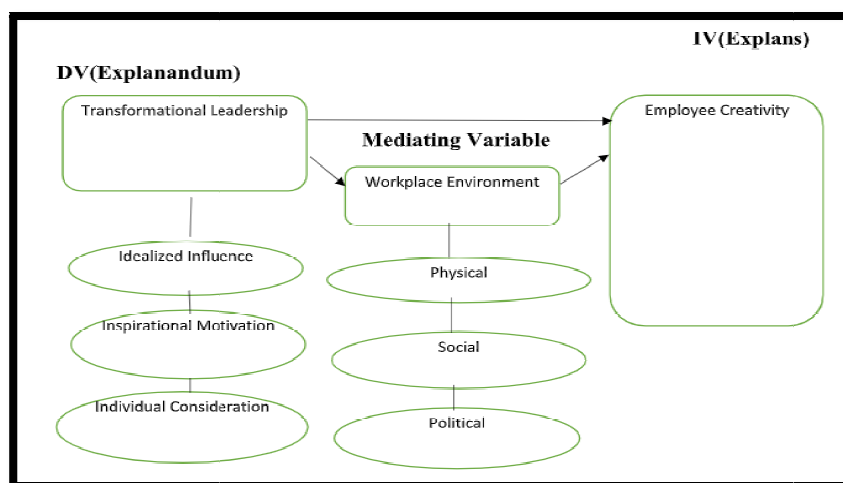 IV(Explans)
DV(Explanandum)
Transformational Leadership
Employee Creativity
Mediating Variable
Workplace Environment
Idealized Influence
Physical
Inspirational Motivation
Social
Individual Consideration
Political